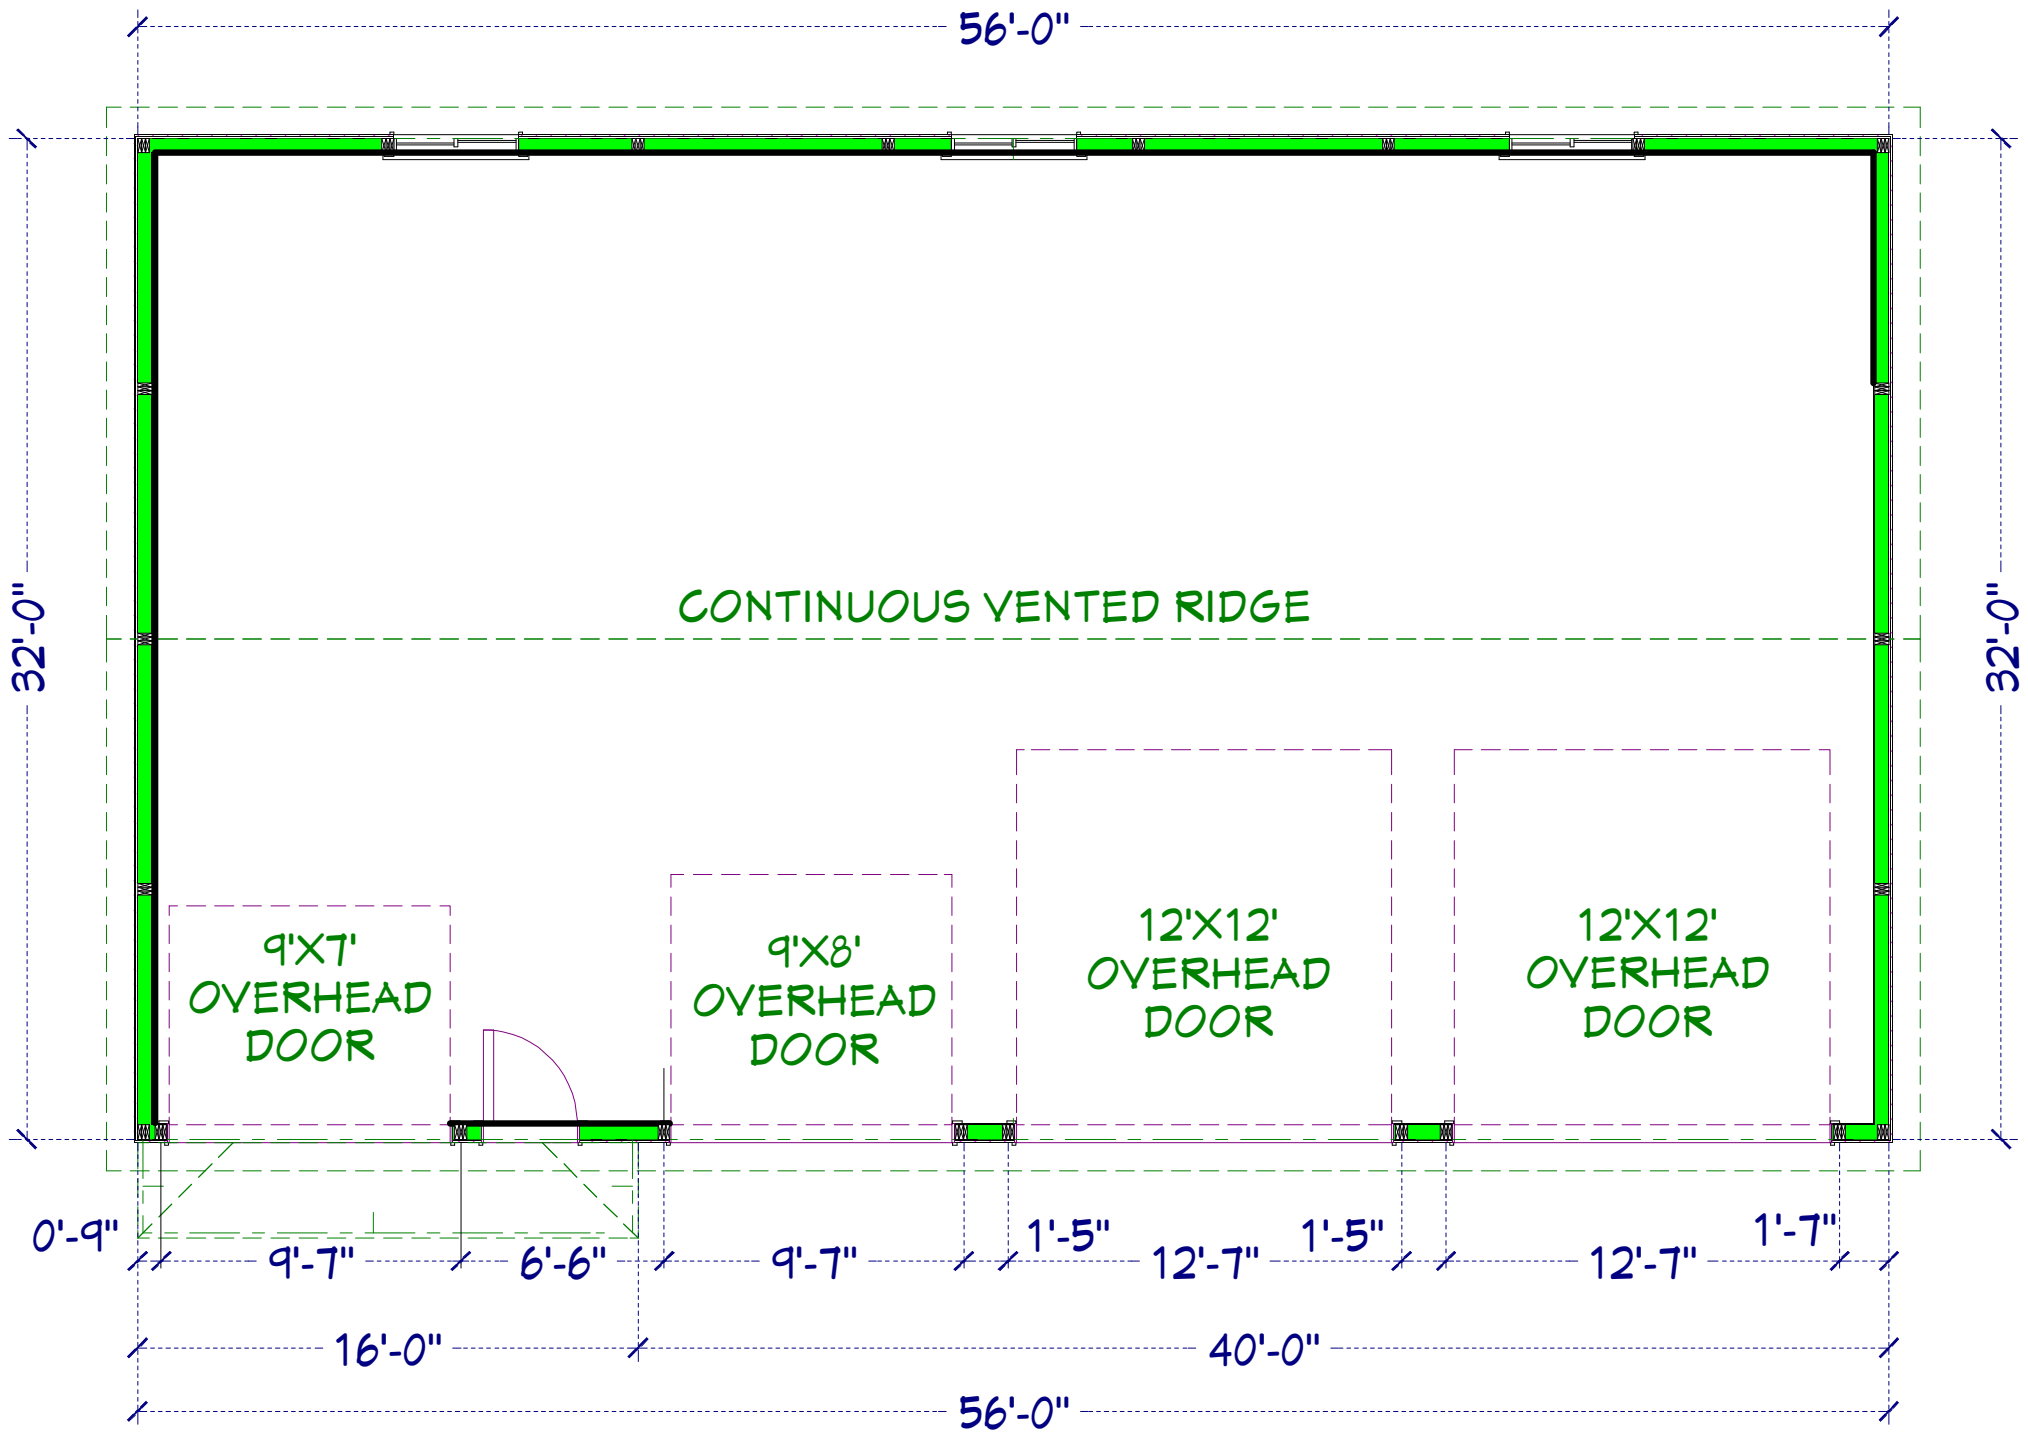 56'-0"
32'-0"
32'-0"
CONTINUOUS VENTED RIDGE
9'X7'
OVERHEAD
DOOR
9'X8'
OVERHEAD
DOOR
12'X12'
OVERHEAD
DOOR
12'X12'
OVERHEAD
DOOR
0'-9"
9'-7"
6'-6"
9'-7"
1'-5"
12'-7"
1'-5"
12'-7"
1'-7"
16'-0"
40'-0"
56'-0"